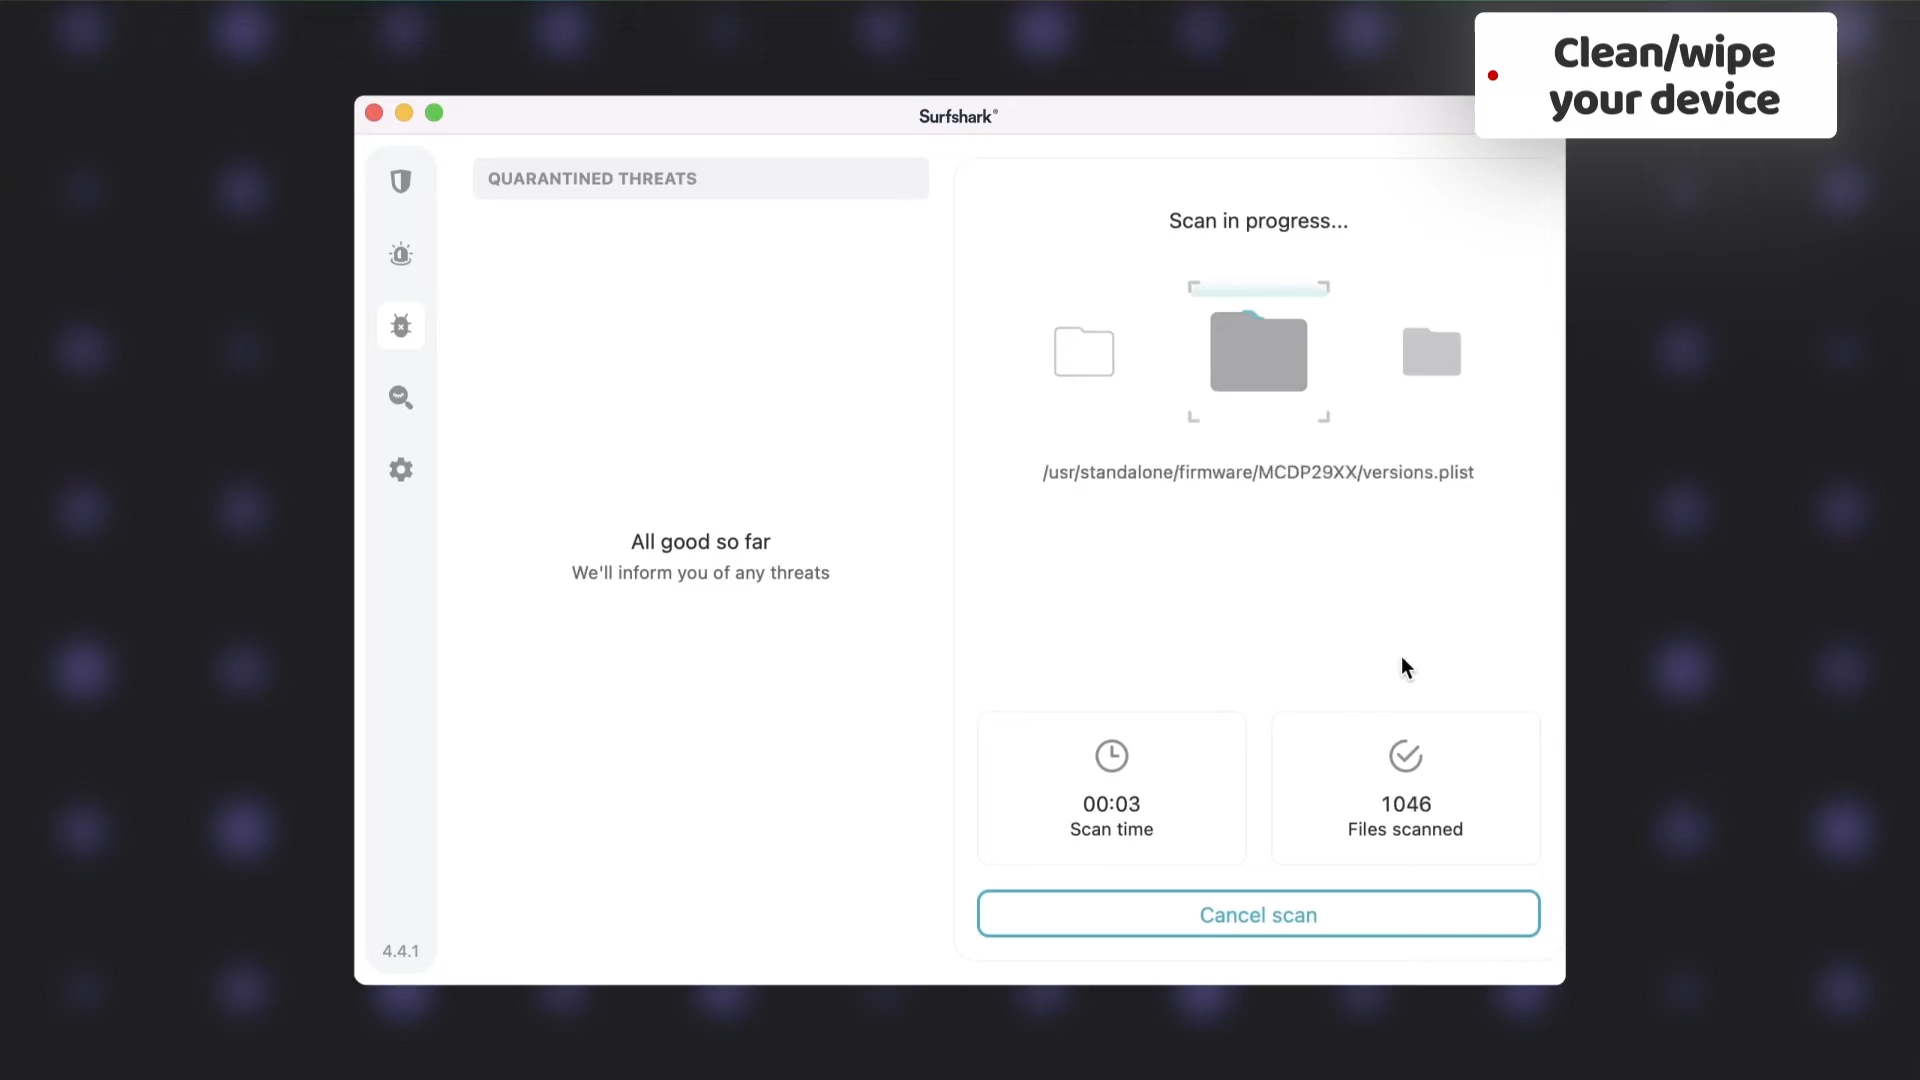 Clean/wipe
your device
Surfshark®
QUARANTINED THREATS
Scan in progress...
/usr/standalone/firmware/MCDP29XX/versions.plist
All good so far
We'll inform you of any threats
00:03
Scan time
1046
Files scanned
Cancel scan
4.4.1